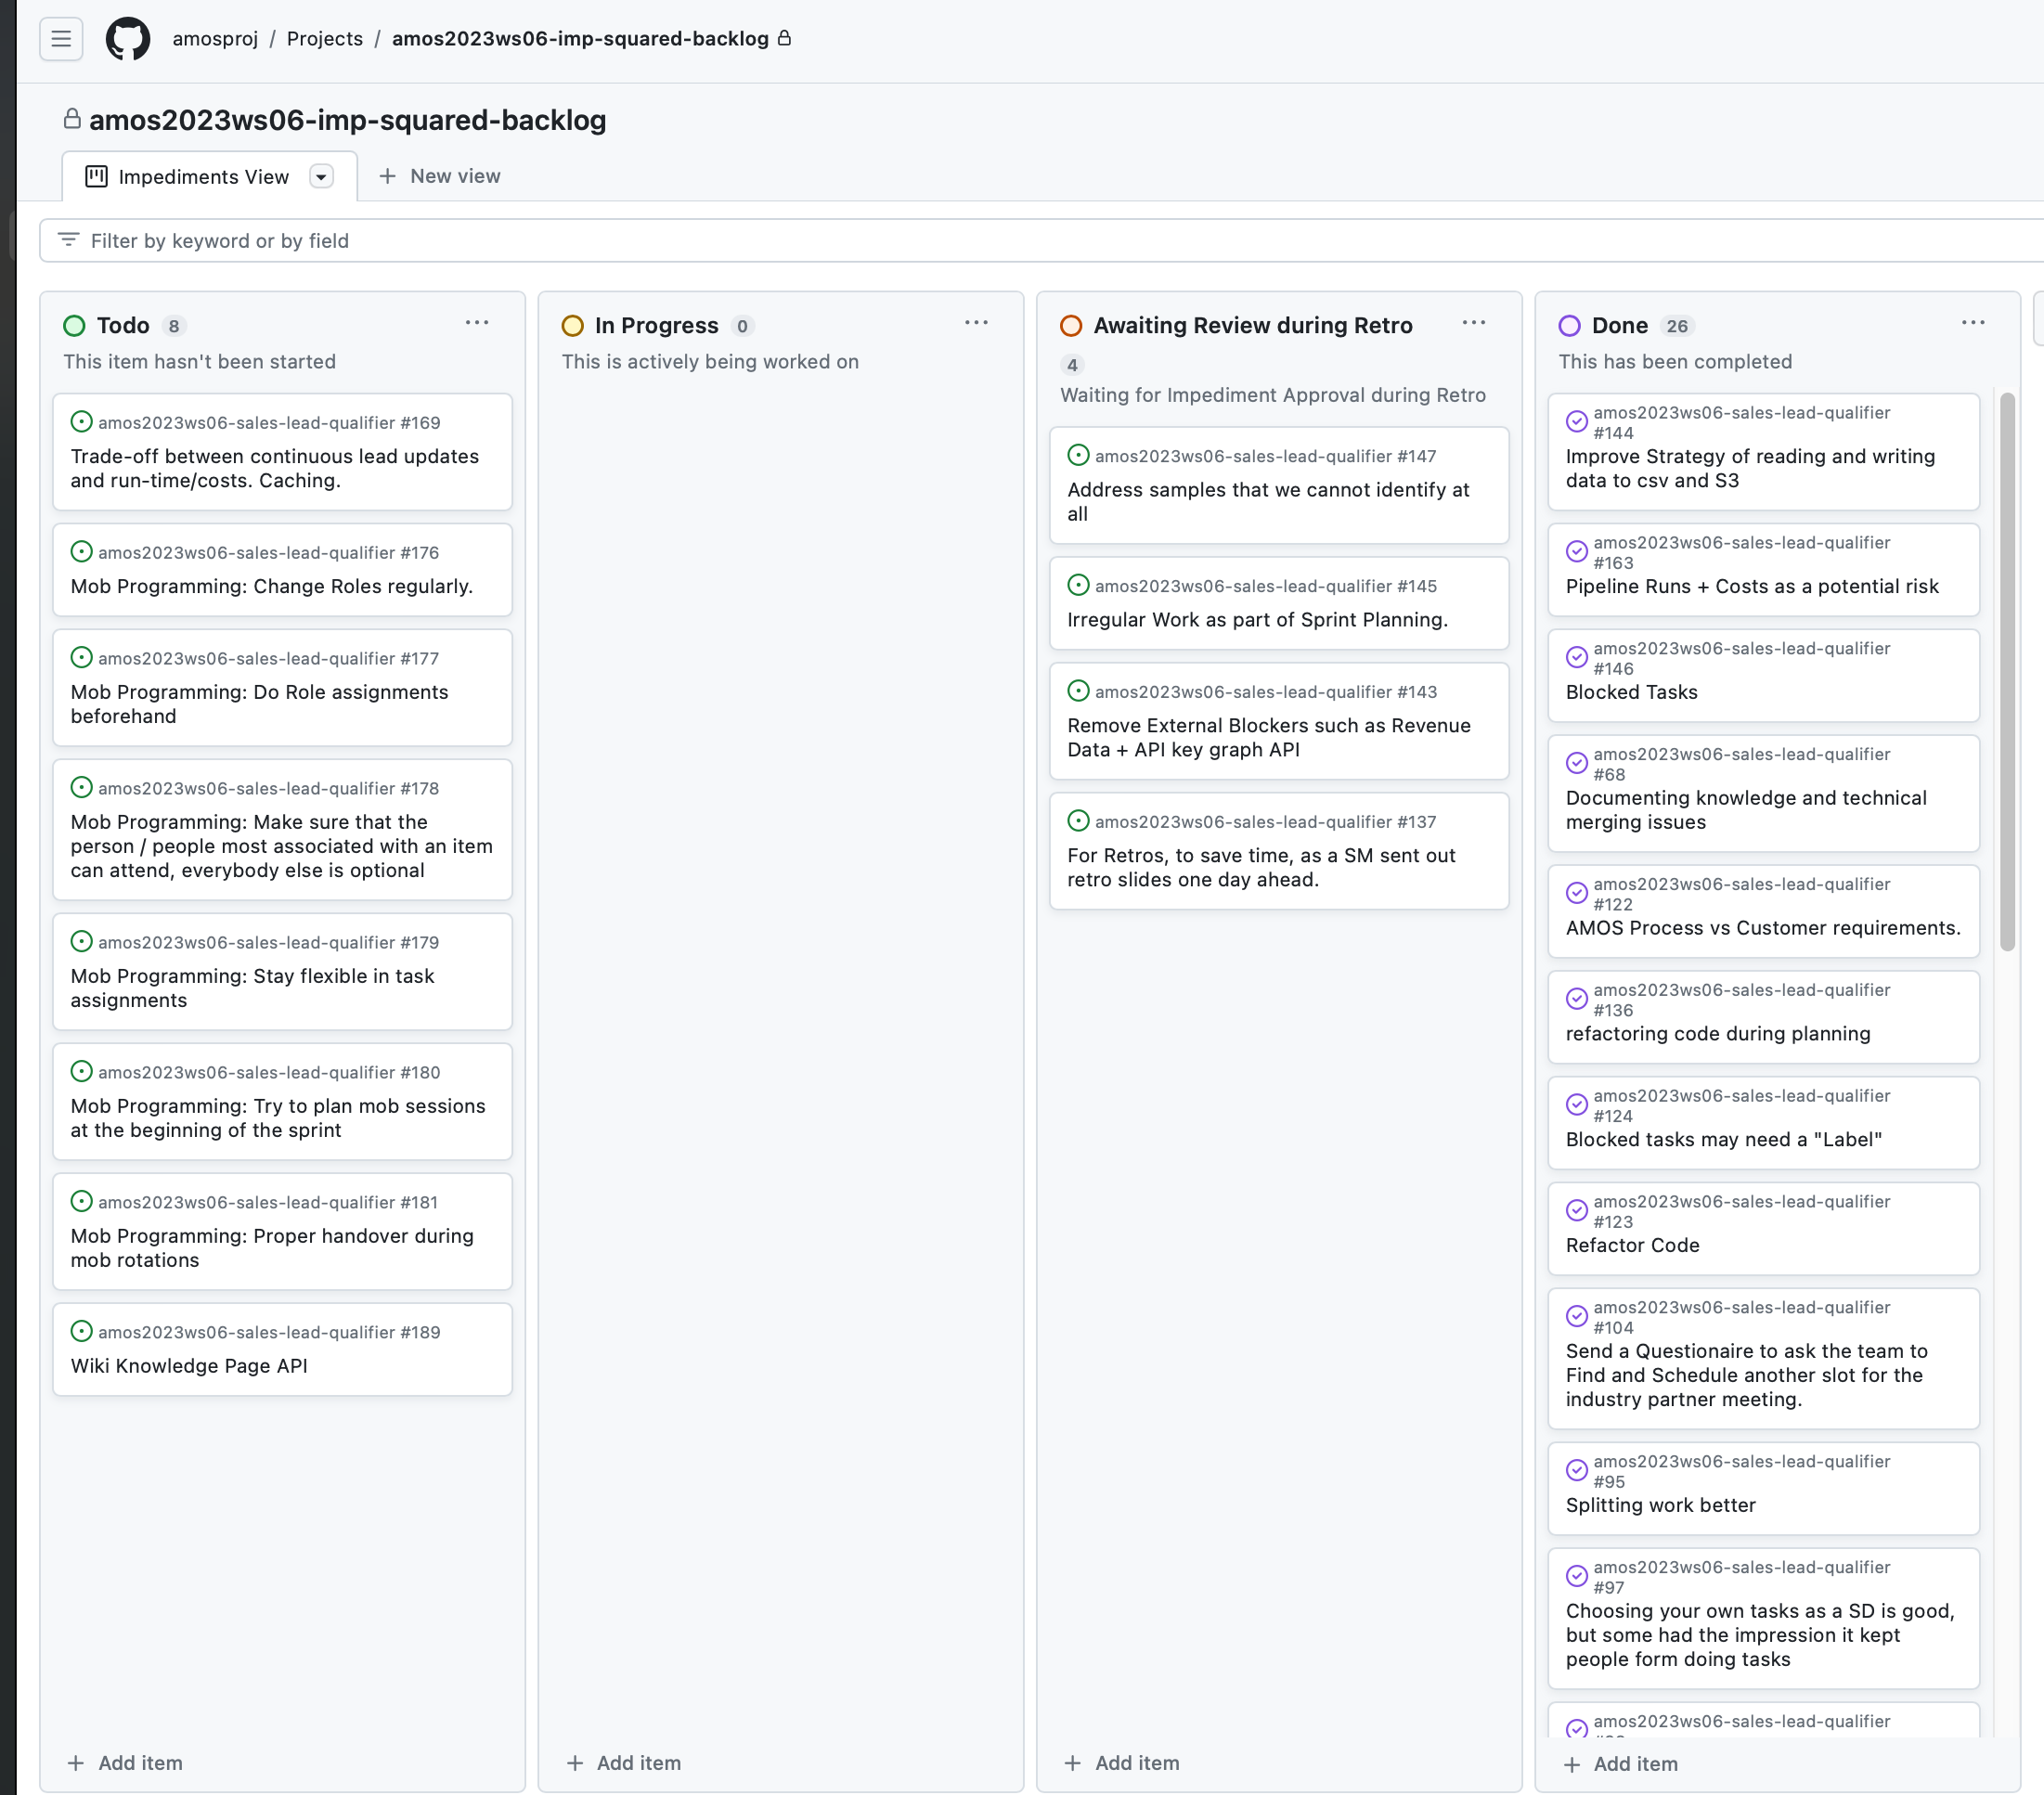 amosproj / Projects / amos2023ws06-imp-squared-backlog
amos2023ws06-imp-squared-backlog
Impediments View
New view
Filter by keyword or by field
Todo 8
This item hasn't been started
amos2023ws06-sales-lead-qualifier #169
Trade-off between continuous lead updates
and run-time/costs. Caching.
amos2023ws06-sales-lead-qualifier #176
Mob Programming: Change Roles regularly.
amos2023ws06-sales-lead-qualifier #177
Mob Programming: Do Role assignments
beforehand
amos2023ws06-sales-lead-qualifier #178
Mob Programming: Make sure that the
person / people most associated with an item
can attend, everybody else is optional
amos2023ws06-sales-lead-qualifier #179
Mob Programming: Stay flexible in task
assignments
amos2023ws06-sales-lead-qualifier #180
Mob Programming: Try to plan mob sessions
at the beginning of the sprint
amos2023ws06-sales-lead-qualifier #181
Mob Programming: Proper handover during
mob rotations
amos2023ws06-sales-lead-qualifier #189
Wiki Knowledge Page API
Add item
In Progress 0
This is actively being worked on
Add item
Awaiting Review during Retro
4
Waiting for Impediment Approval during Retro
amos2023ws06-sales-lead-qualifier #147
Address samples that we cannot identify at
all
amos2023ws06-sales-lead-qualifier #145
Irregular Work as part of Sprint Planning.
amos2023ws06-sales-lead-qualifier #143
Remove External Blockers such as Revenue
Data + API key graph API
amos2023ws06-sales-lead-qualifier #137
For Retros, to save time, as a SM sent out
retro slides one day ahead.
Add item
Done 26
This has been completed
amos2023ws06-sales-lead-qualifier
#144
Improve Strategy of reading and writing
data to csv and S3
amos2023ws06-sales-lead-qualifier
#163
Pipeline Runs + Costs as a potential risk
amos2023ws06-sales-lead-qualifier
#146
Blocked Tasks
amos2023ws06-sales-lead-qualifier
#68
Documenting knowledge and technical
merging issues
amos2023ws06-sales-lead-qualifier
#122
AMOS Process vs Customer requirements.
amos2023ws06-sales-lead-qualifier
#136
refactoring code during planning
amos2023ws06-sales-lead-qualifier
#124
Blocked tasks may need a "Label"
amos2023ws06-sales-lead-qualifier
#123
Refactor Code
amos2023ws06-sales-lead-qualifier
#104
Send a Questionaire to ask the team to
Find and Schedule another slot for the
industry partner meeting.
amos2023ws06-sales-lead-qualifier
#95
Splitting work better
amos2023ws06-sales-lead-qualifier
#97
Choosing your own tasks as a SD is good,
but some had the impression it kept
people form doing tasks
amos2023ws06-sales-lead-qualifier
Add item